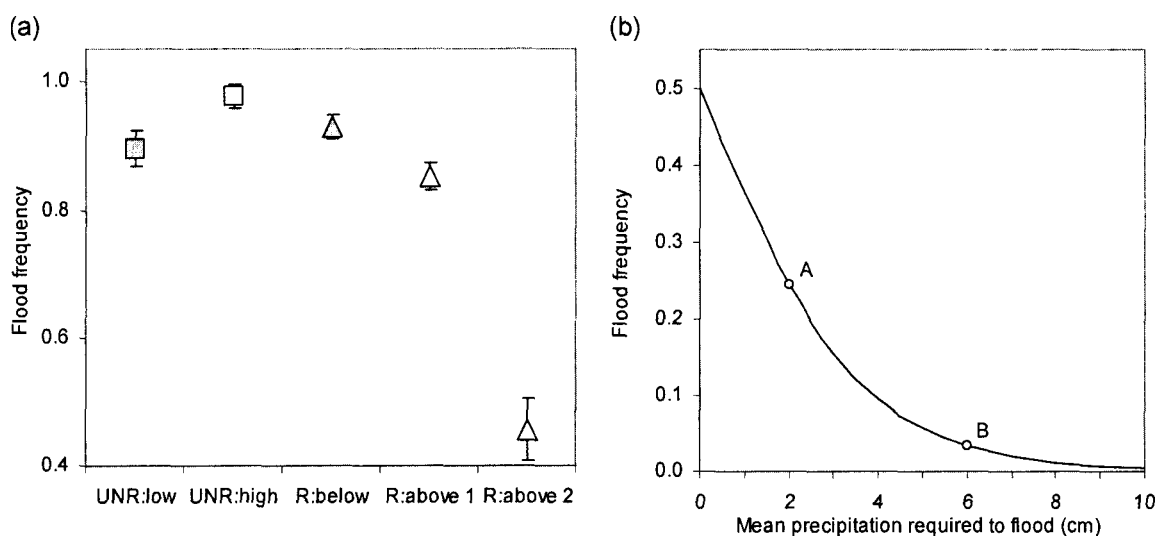 (a)
1.0
0.8
0.6
0.4
Flood frequency
UNR:low UNR:high R:below R:above 1 R:above 2
(b)
0.5
0.4
0.3
0.2
0.1
0.0
Flood frequency
A
B
0 2 4 6 8 10
Mean precipitation required to flood (cm)